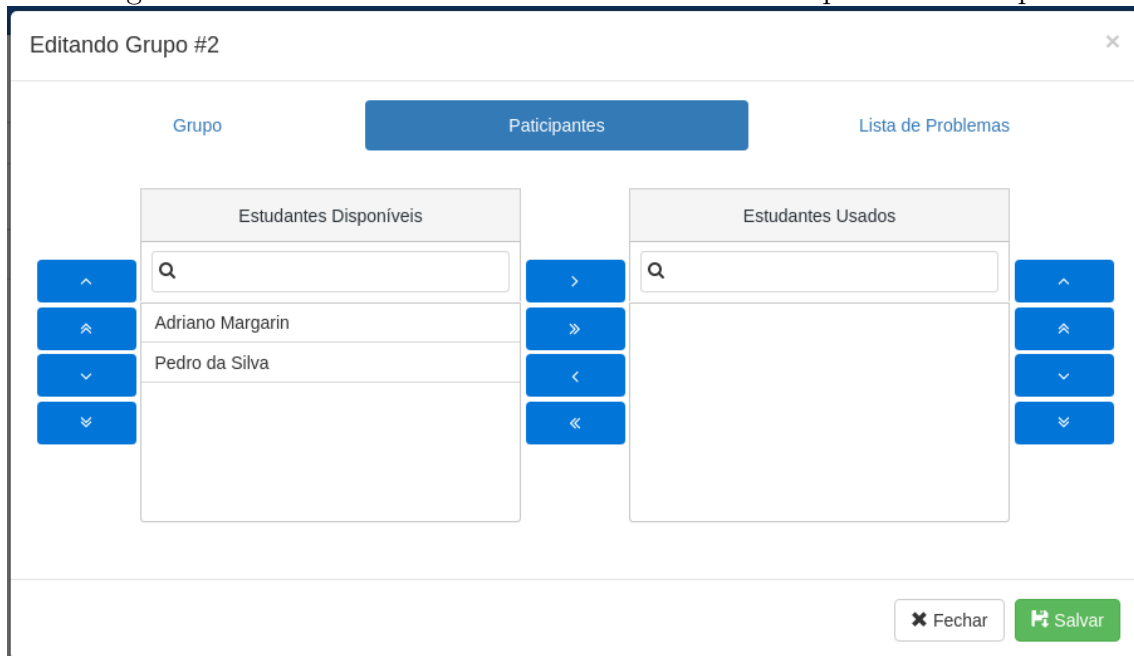 Editando Grupo #2 ×
Grupo Paticipantes Lista de Problemas
Estudantes Disponíveis Estudantes Usados
Adriano Margarin
Pedro da Silva
Fechar Salvar